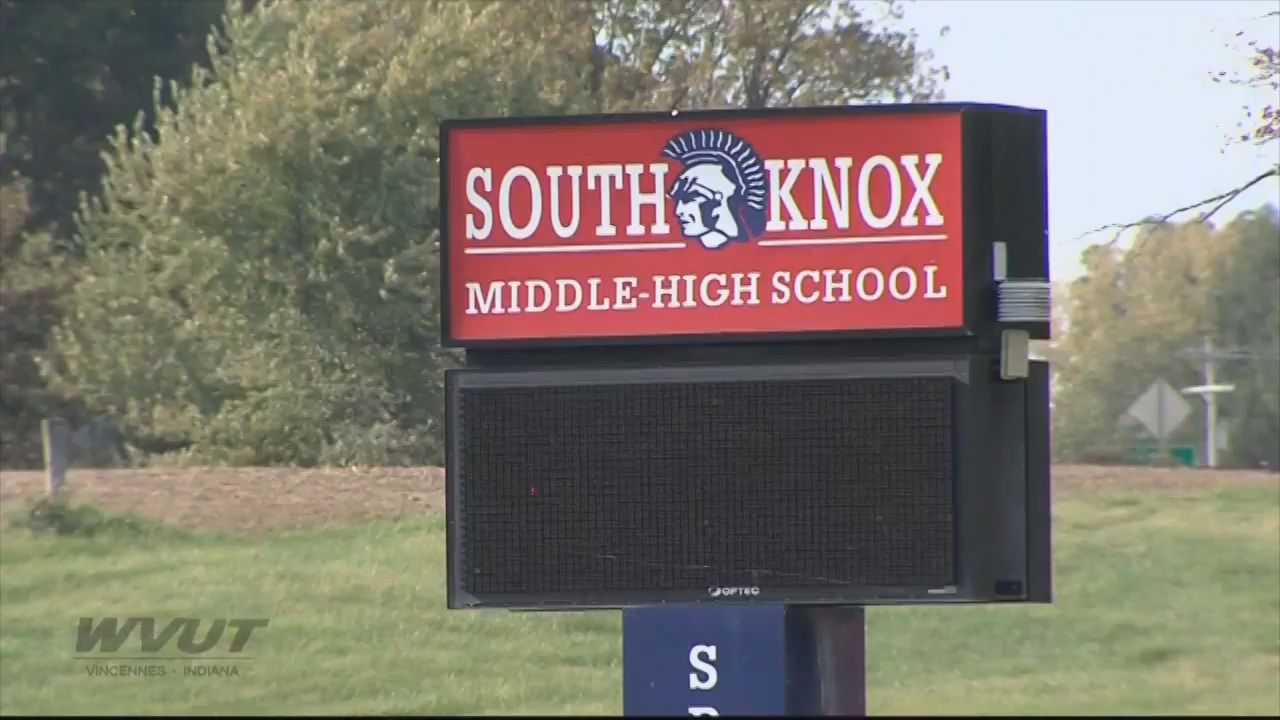 SOUTH KNOX
MIDDLE-HIGH SCHOOL
OPTEC
S
WVUT
VINCENNES - INDIANA